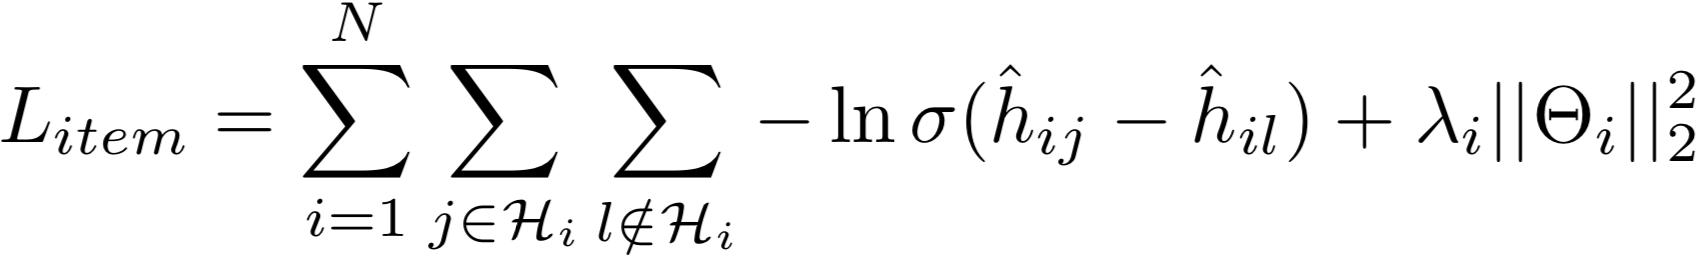 $L_{item} = \sum_{i=1}^{N} \sum_{j \in \mathcal{H}_i} \sum_{l \notin \mathcal{H}_i} - \ln \sigma(\hat{h}_{ij} - \hat{h}_{il}) + \lambda_i ||\Theta_i||_2^2$